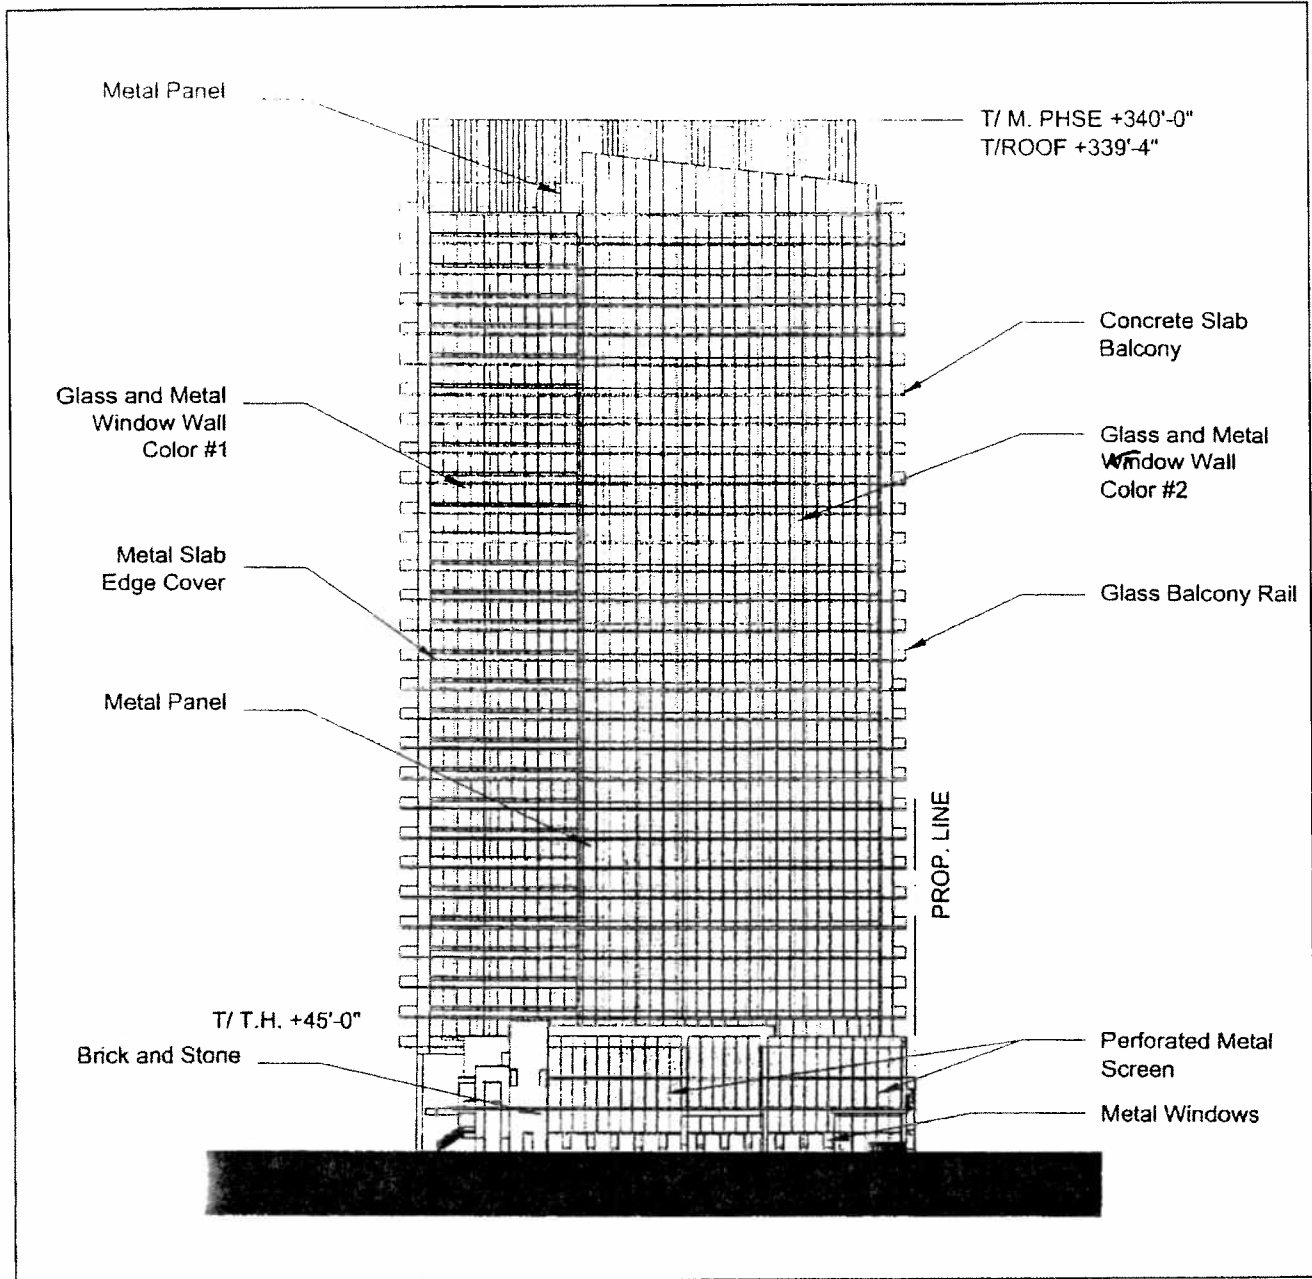 Metal Panel
T/ M. PHSE +340'-0"
T/ROOF +339'-4"
Concrete Slab
Balcony
Glass and Metal
Window Wall
Color #1
Glass and Metal
Window Wall
Color #2
Metal Slab
Edge Cover
Glass Balcony Rail
Metal Panel
PROP. LINE
T/ T.H. +45'-0"
Brick and Stone
Perforated Metal
Screen
Metal Windows